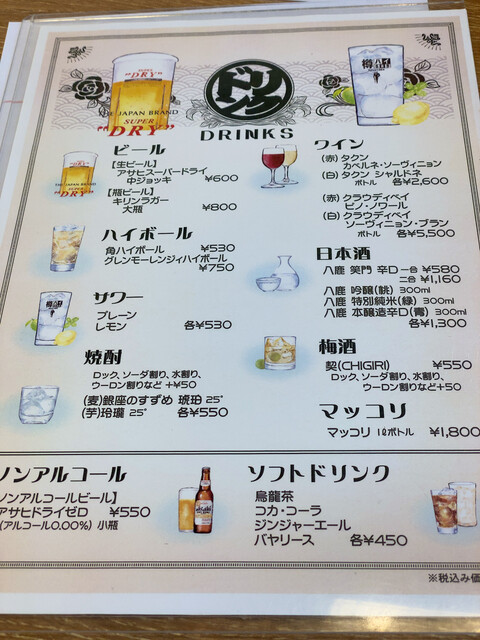 "DRY"
THE JAPAN BRAND
SUPER
"DRY"
ドリンク
DRINKS
樽ハイ
ビール
【生ビール】
アサヒスーパードライ
中ジョッキ ¥600
【瓶ビール】
キリンラガー
大瓶 ¥800
ハイボール
角ハイボール ¥530
グレンモーレンジィハイボール
¥750
サワー
プレーン
レモン 各¥530
焼酎
ロック、ソーダ割り、水割り、
ウーロン割りなど +¥50
(麦)銀座のすずめ 琥珀 25°
(芋)玲瓏 25° 各¥550
ワイン
(赤) タクン
カベルネ・ソーヴィニョン
(白) タクン シャルドネ
ボトル 各¥2,600
(赤) クラウディベイ
ピノ・ノワール
(白) クラウディベイ
ソーヴィニョン・ブラン
ボトル 各¥5,500
日本酒
八鹿 笑門 辛口 一合 ¥580
二合 ¥1,160
八鹿 吟醸(桃) 300ml
八鹿 特別純米(緑) 300ml
八鹿 本醸造辛口(青) 300ml
各¥1,300
梅酒
契(CHIGIRI) ¥550
ロック、ソーダ割り、水割り、
ウーロン割りなど+50
マッコリ
マッコリ 1ℓボトル ¥1,800
ノンアルコール
ノンアルコールビール】
アサヒドライゼロ ¥550
(アルコール0.00%) 小瓶
ソフトドリンク
烏龍茶
コカ・コーラ
ジンジャーエール
バヤリース 各¥450
※税込み価